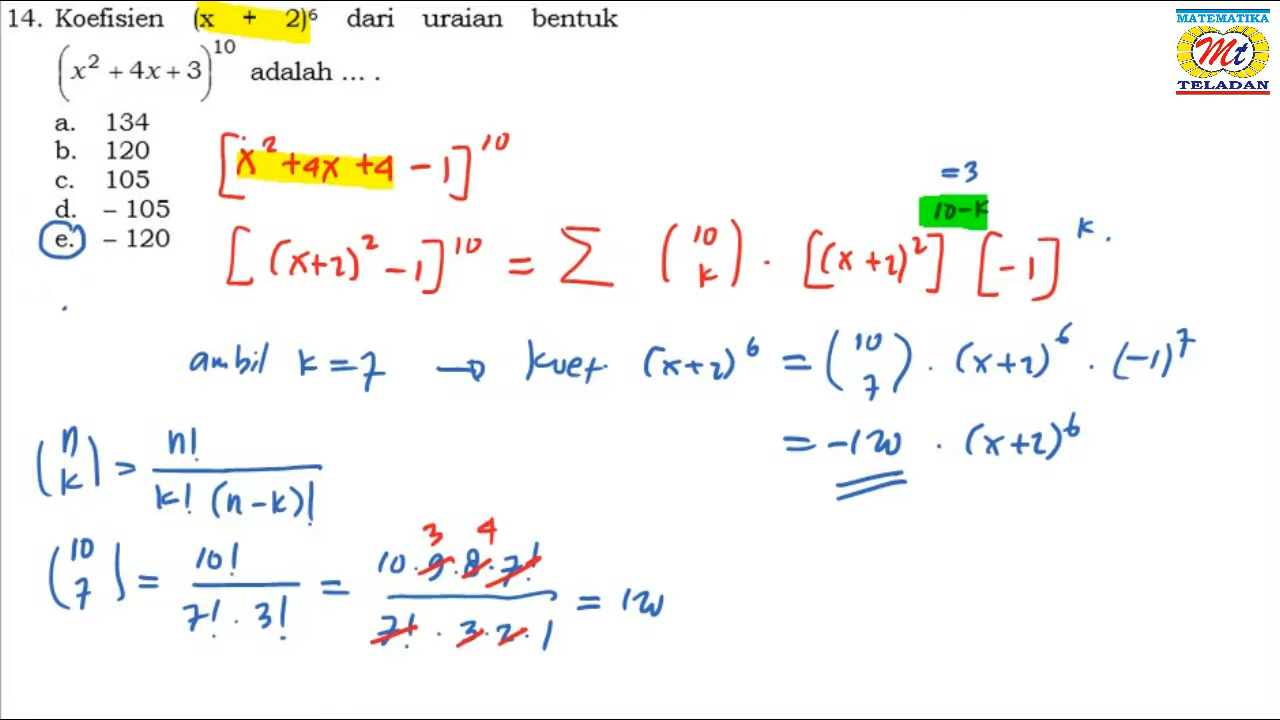 14. Koefisien (x + 2)⁶ dari uraian bentuk
(x² + 4x + 3)¹⁰ adalah ... .
MATEMATIKA
Mt
TELADAN
a. 134
b. 120
c. 105
d. – 105
e. – 120
[x² + 4x + 4 - 1]¹⁰
= 3
[(x+2)² - 1]¹⁰ = Σ (10 k) · [(x+2)²]^(10-k) [-1]^k .
ambil k = 7 → koef. (x+2)⁶ = (10 7) · (x+2)⁶ · (-1)⁷
= -120 · (x+2)⁶
(n k) = n! / k! (n-k)!
(10 7) = 10! / 7! · 3! = 10 · 9 · 8 · 7! / 7! · 3 · 2 · 1 = 120
3 4